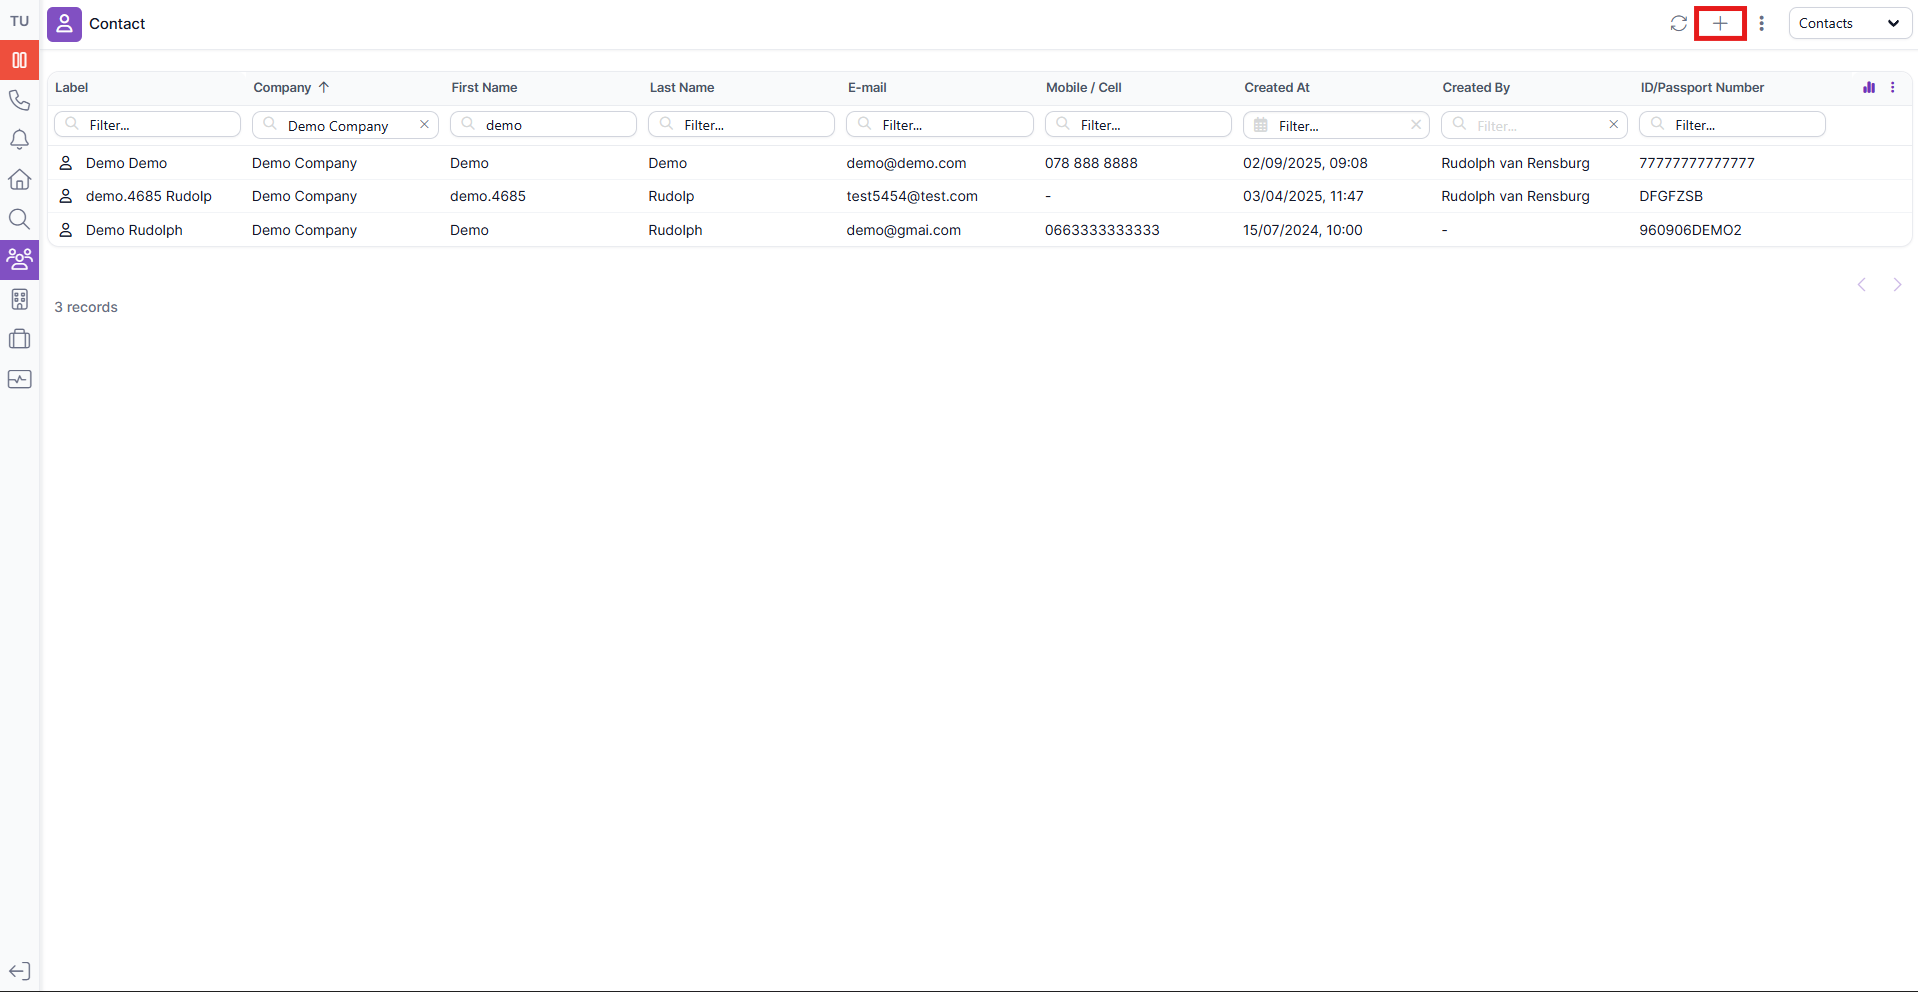 TU
Contact
Contacts
Label Company First Name Last Name E-mail Mobile / Cell Created At Created By ID/Passport Number
Filter... Demo Company demo Filter... Filter... Filter... Filter... Filter... Filter...
Demo Demo Demo Company Demo Demo demo@demo.com 078 888 8888 02/09/2025, 09:08 Rudolph van Rensburg 77777777777777
demo.4685 Rudolp Demo Company demo.4685 Rudolp test5454@test.com - 03/04/2025, 11:47 Rudolph van Rensburg DFGFZSB
Demo Rudolph Demo Company Demo Rudolph demo@gmai.com 0663333333333 15/07/2024, 10:00 - 960906DEMO2
3 records